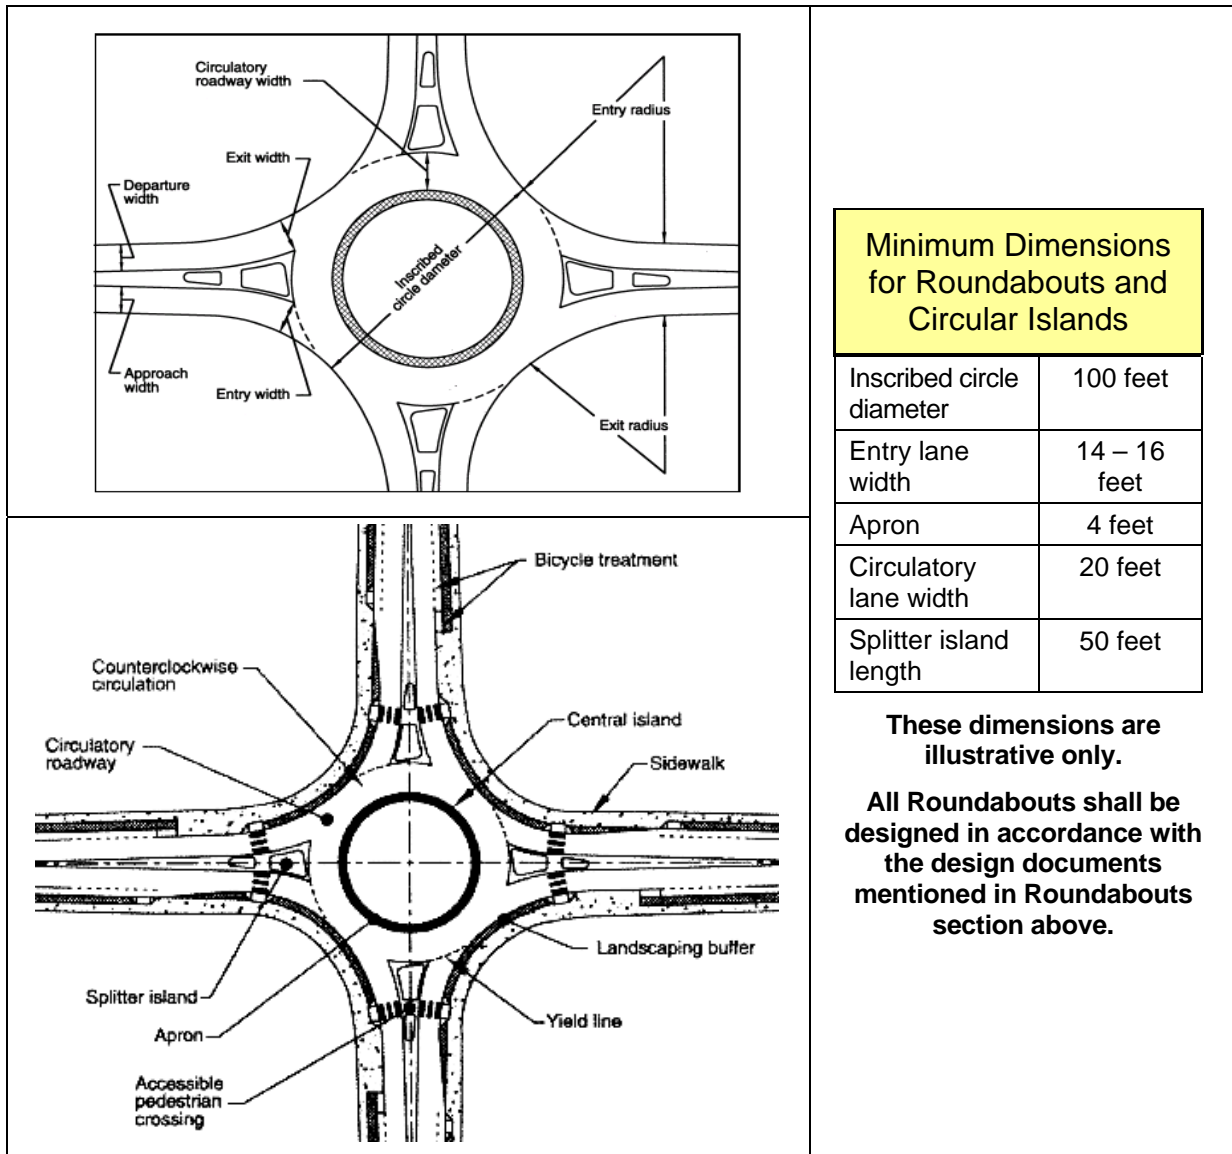 Circulatory
roadway width
Entry radius
Exit width
Departure
width
Inscribed
circle diameter
Approach
width
Entry width
Exit radius
Bicycle treatment
Counterclockwise
circulation
Central island
Circulatory
roadway
Sidewalk
Landscaping buffer
Splitter island
Yield line
Apron
Accessible
pedestrian
crossing
Minimum Dimensions
for Roundabouts and
Circular Islands
Inscribed circle
diameter
100 feet
Entry lane
width
14 – 16
feet
Apron
4 feet
Circulatory
lane width
20 feet
Splitter island
length
50 feet
These dimensions are
illustrative only.
All Roundabouts shall be
designed in accordance with
the design documents
mentioned in Roundabouts
section above.